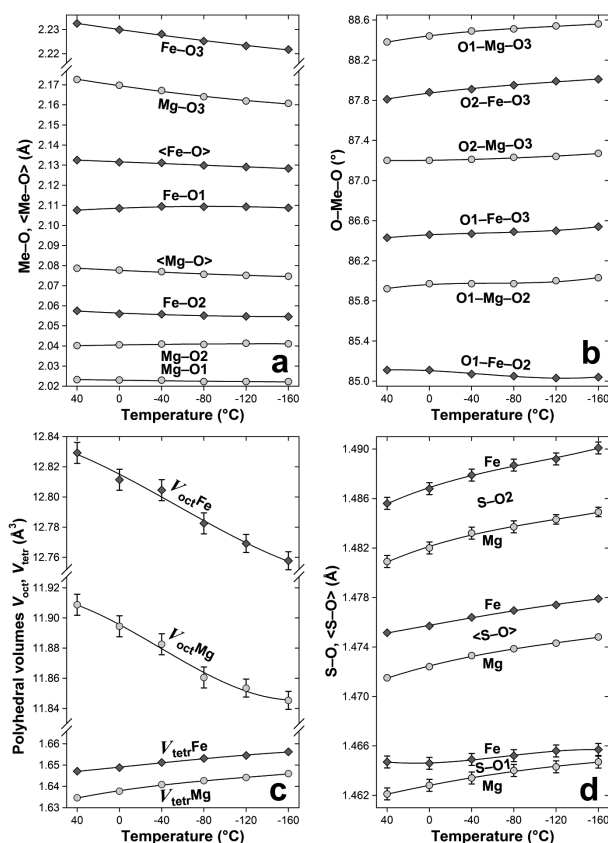 2.23
Fe–O3
2.22
2.17
Mg–O3
2.16
2.14
<Fe–O>
2.13
2.12
Fe–O1
2.11
2.10
2.09
<Mg–O>
2.08
2.07
Fe–O2
2.06
2.05
2.04
Mg–O2
2.03
Mg–O1
2.02
Me–O, <Me–O> (Å)
40 0 -40 -80 -120 -160
Temperature (°C)
a
88.6
O1–Mg–O3
87.8
O2–Fe–O3
87.2
O2–Mg–O3
86.6
O1–Fe–O3
86.0
O1–Mg–O2
85.8
85.0
O1–Fe–O2
O–Me–O (°)
40 0 -40 -80 -120 -160
Temperature (°C)
b
12.84
12.82
12.80
12.78
12.76
VoctFe
11.92
11.90
11.88
11.86
11.84
VoctMg
1.66
1.65
1.64
1.63
VtetrFe
VtetrMg
Polyhedral volumes Voct, Vtetr (Å3)
40 0 -40 -80 -120 -160
Temperature (°C)
c
1.490
Fe
1.486
S–O2
1.482
Mg
1.478
Fe
<S–O>
1.474
Mg
1.470
Fe
1.466
S–O1
Mg
1.462
S–O, <S–O> (Å)
40 0 -40 -80 -120 -160
Temperature (°C)
d